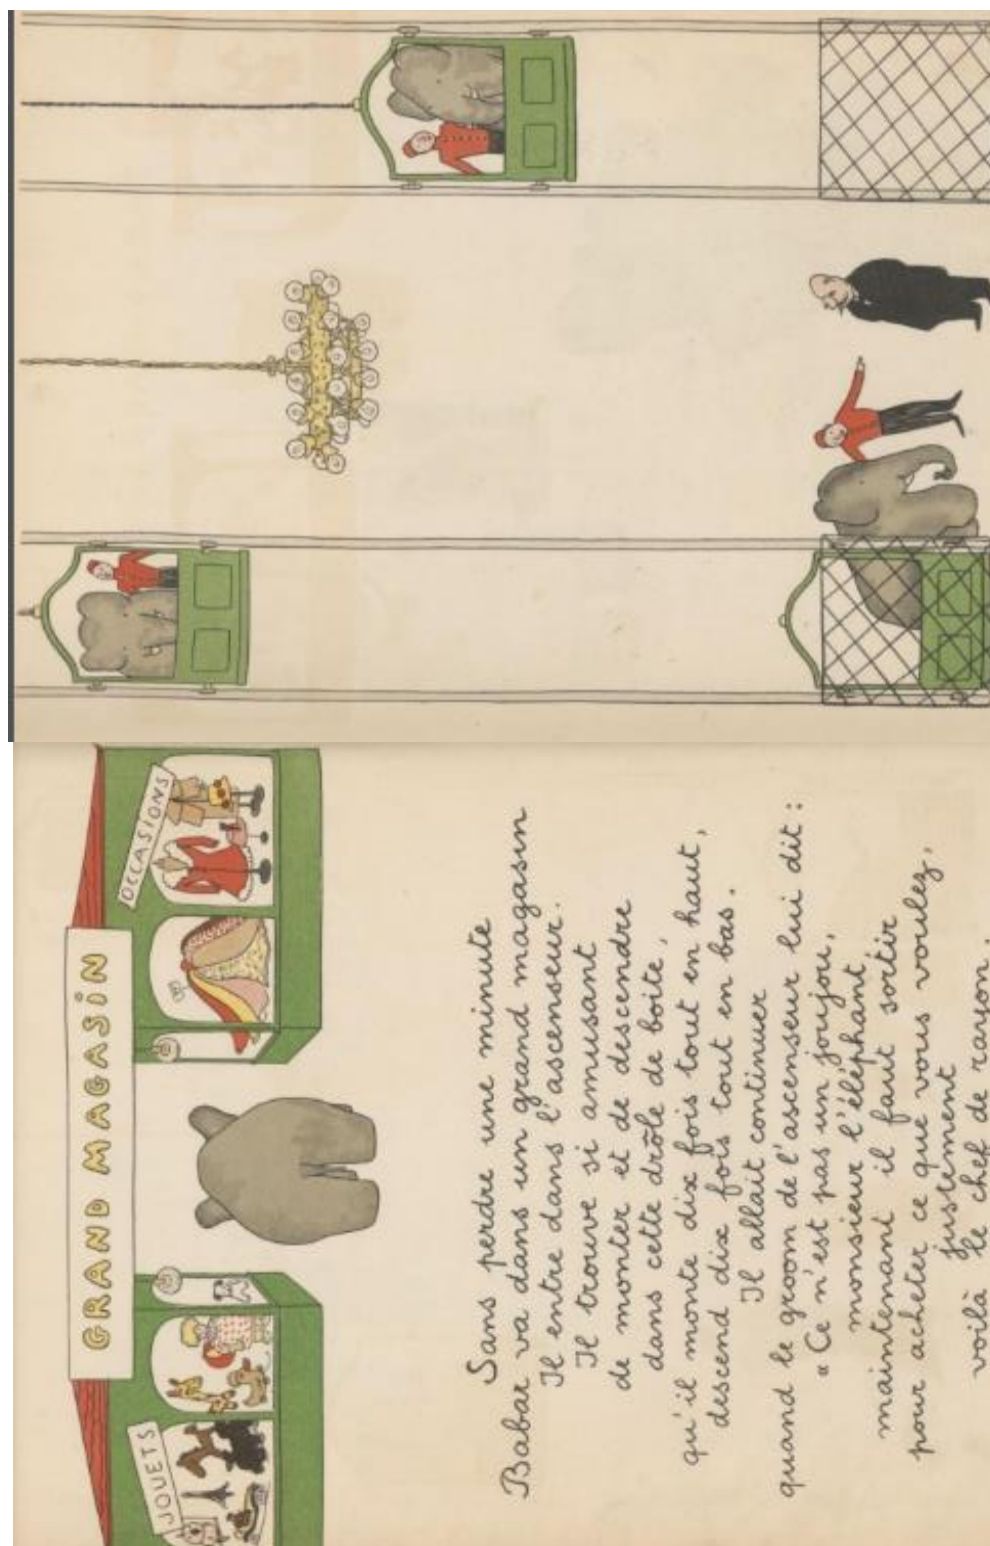 GRAND MAGASIN
JOUETS
OCCASIONS
Sans perdre une minute
Babar va dans un grand magasin
Il entre dans l'ascenseur.
Il trouve si amusant
de monter et de descendre
dans cette drôle de boîte,
qu'il monte dix fois tout en haut,
descend dix fois tout en bas.
Il allait continuer
quand le groom de l'ascenseur lui dit :
« Ce n'est pas un joujou,
monsieur l'éléphant,
maintenant il faut sortir
pour acheter ce que vous voulez,
justement
voilà le chef de rayon.